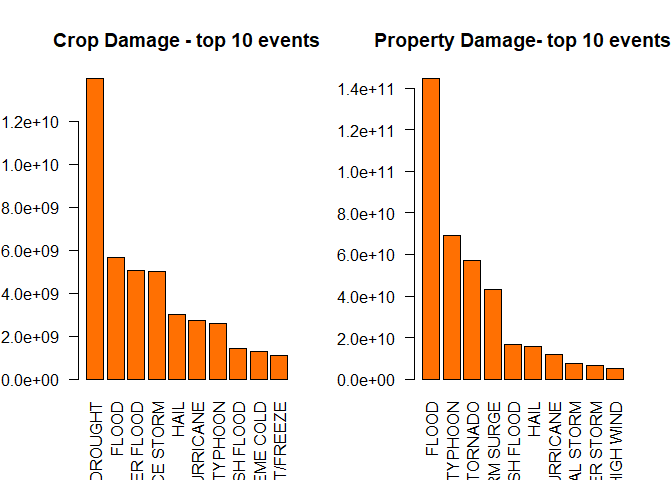 Crop Damage - top 10 events
1.2e+10
1.0e+10
8.0e+09
6.0e+09
4.0e+09
2.0e+09
0.0e+00
DROUGHT
FLOOD
ER FLOOD
CE STORM
HAIL
URRICANE
TYPHOON
SH FLOOD
EME COLD
T/FREEZE
Property Damage- top 10 events
1.4e+11
1.2e+11
1.0e+11
8.0e+10
6.0e+10
4.0e+10
2.0e+10
0.0e+00
FLOOD
TYPHOON
TORNADO
RM SURGE
SH FLOOD
HAIL
URRICANE
AL STORM
ER STORM
HIGH WIND